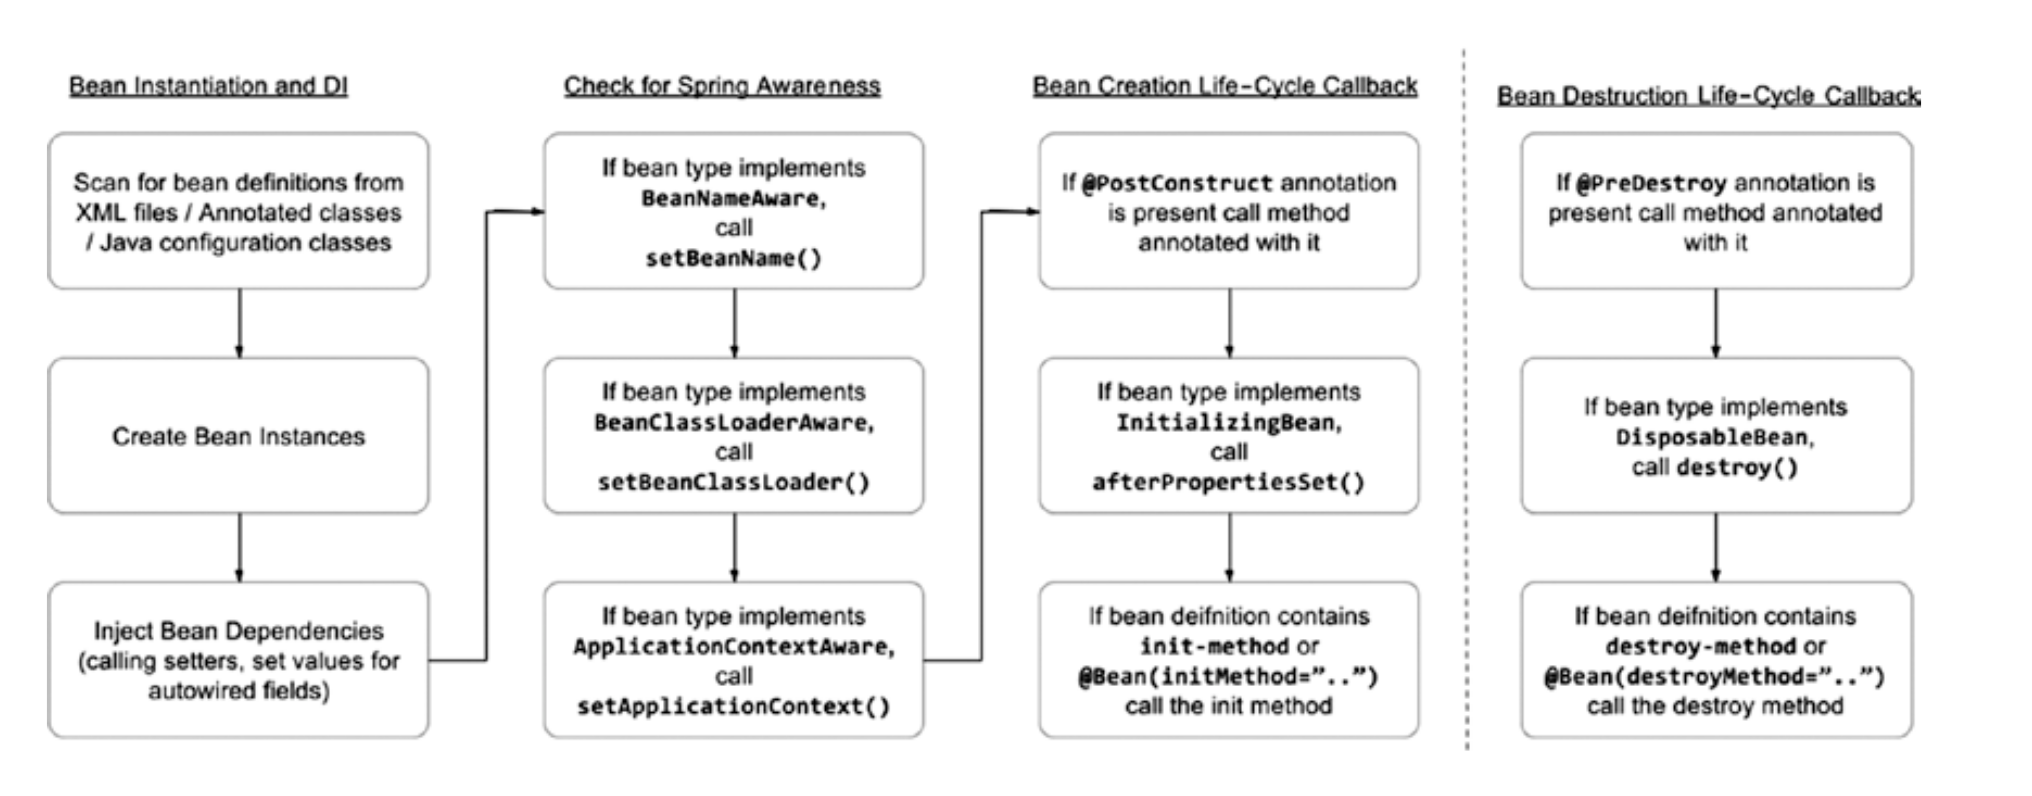 Bean Instantiation and DI
Scan for bean definitions from
XML files / Annotated classes
/ Java configuration classes
Create Bean Instances
Inject Bean Dependencies
(calling setters, set values for
autowired fields)
Check for Spring Awareness
If bean type implements
BeanNameAware,
call
setBeanName()
If bean type implements
BeanClassLoaderAware,
call
setBeanClassLoader()
If bean type implements
ApplicationContextAware,
call
setApplicationContext()
Bean Creation Life-Cycle Callback
If @PostConstruct annotation
is present call method
annotated with it
If bean type implements
InitializingBean,
call
afterPropertiesSet()
If bean deifnition contains
init-method or
@Bean(initMethod=”..”)
call the init method
Bean Destruction Life-Cycle Callback
If @PreDestroy annotation is
present call method annotated
with it
If bean type implements
DisposableBean,
call destroy()
If bean deifnition contains
destroy-method or
@Bean(destroyMethod=”..”)
call the destroy method